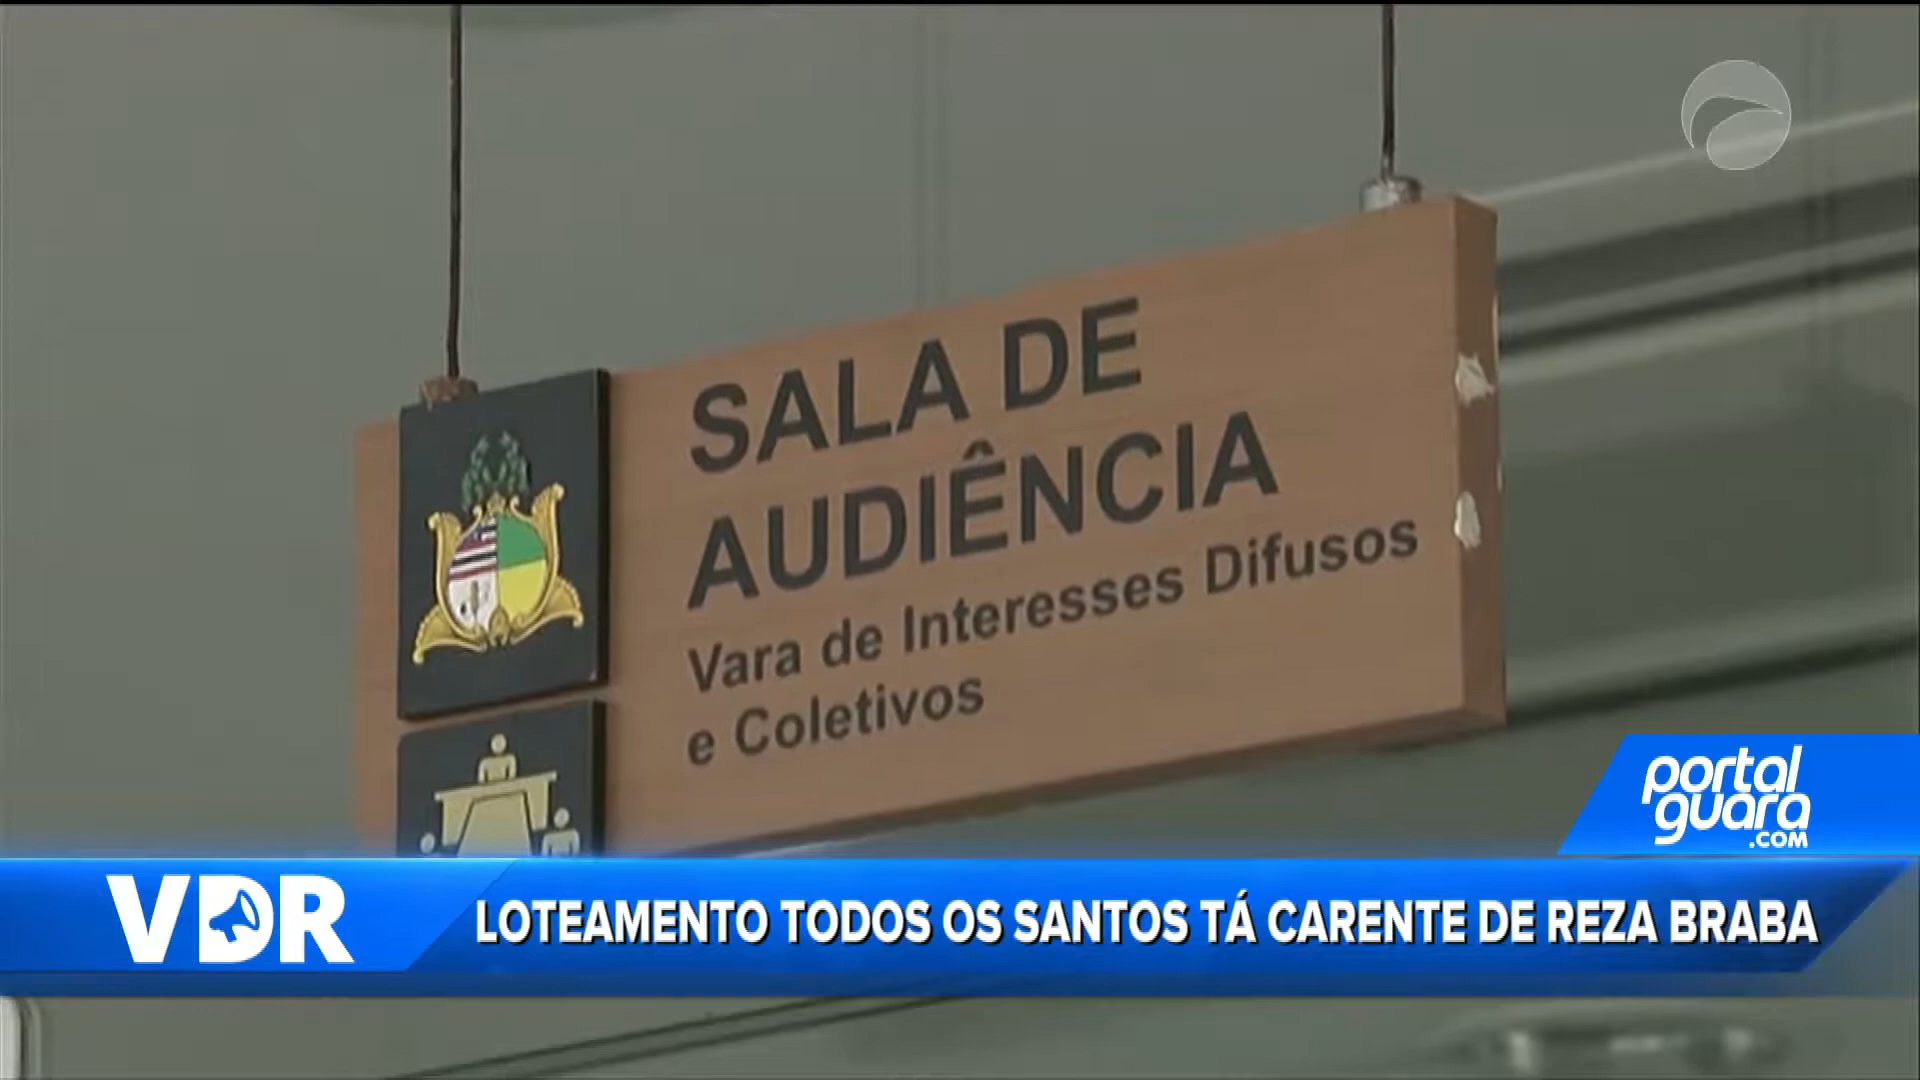 SALA DE
AUDIÊNCIA
Vara de Interesses Difusos
e Coletivos
portal
guara
.COM
VDR
LOTEAMENTO TODOS OS SANTOS TÁ CARENTE DE REZA BRABA